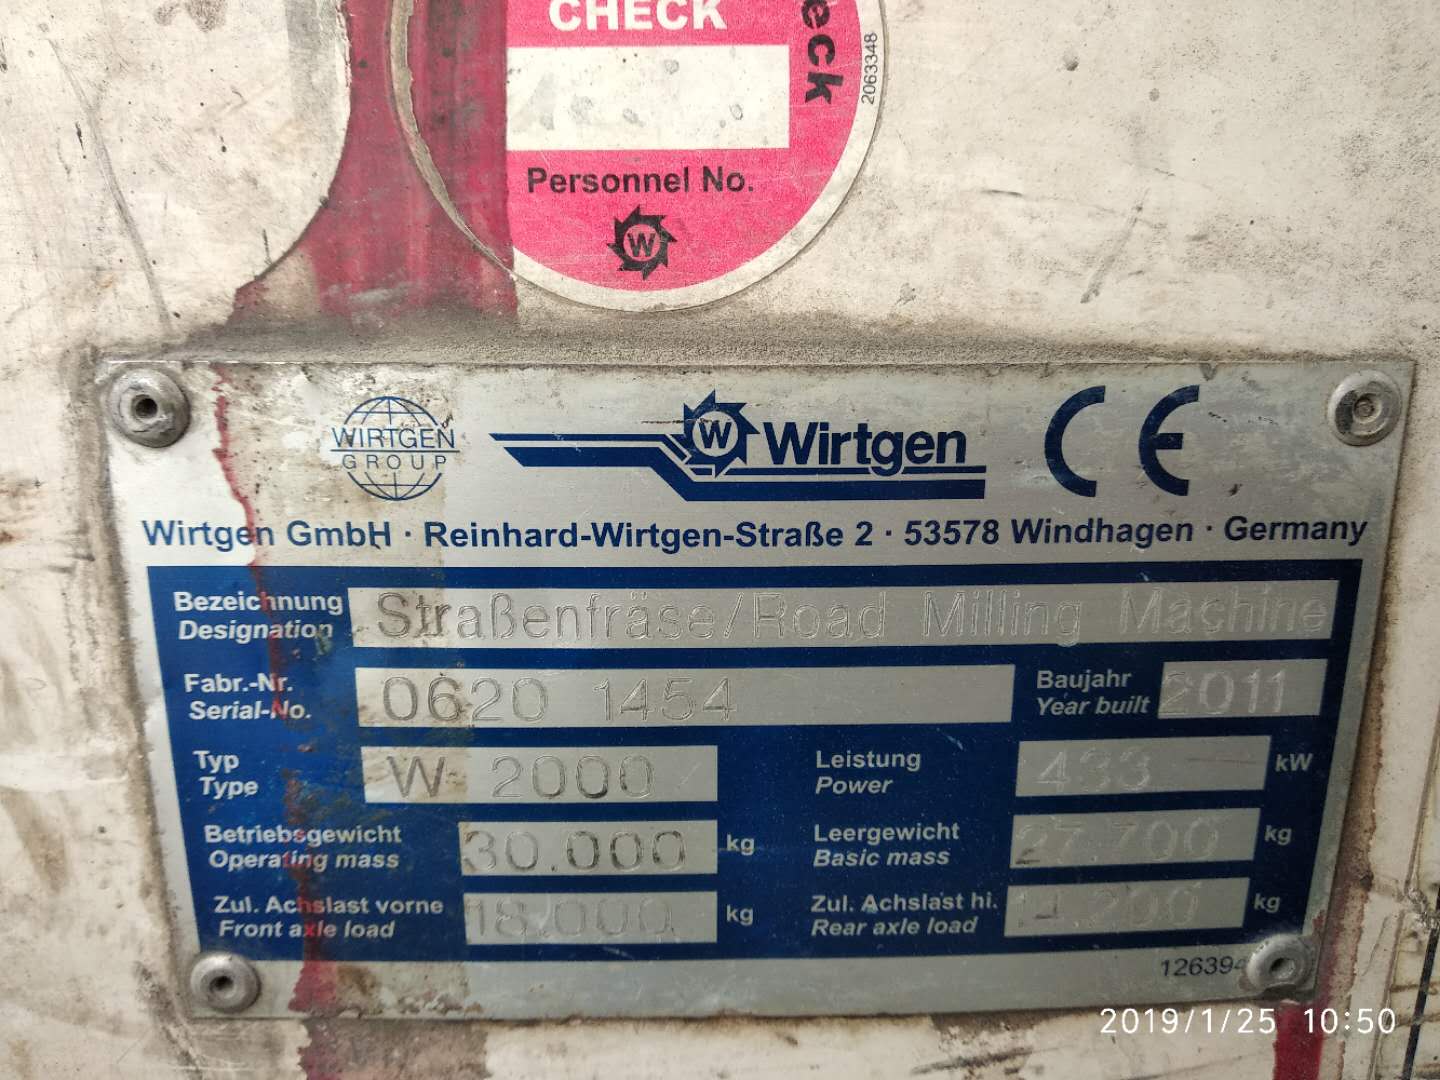 CHECK
eck
2063348
Personnel No.
W
WIRTGEN
GROUP
W Wirtgen CE
Wirtgen GmbH · Reinhard-Wirtgen-Straße 2 · 53578 Windhagen · Germany
Bezeichnung Straßenfräse/Road Milling Machine
Designation
Fabr.-Nr. 0620 1454 Baujahr 2011
Serial-No. Year built
Typ W 2000 Leistung 433 kW
Type Power
Betriebsgewicht 30.000 kg Leergewicht 27.700 kg
Operating mass Basic mass
Zul. Achslast vorne 18.000 kg Zul. Achslast hi. kg
Front axle load Rear axle load
126394
2019/1/25 10:50